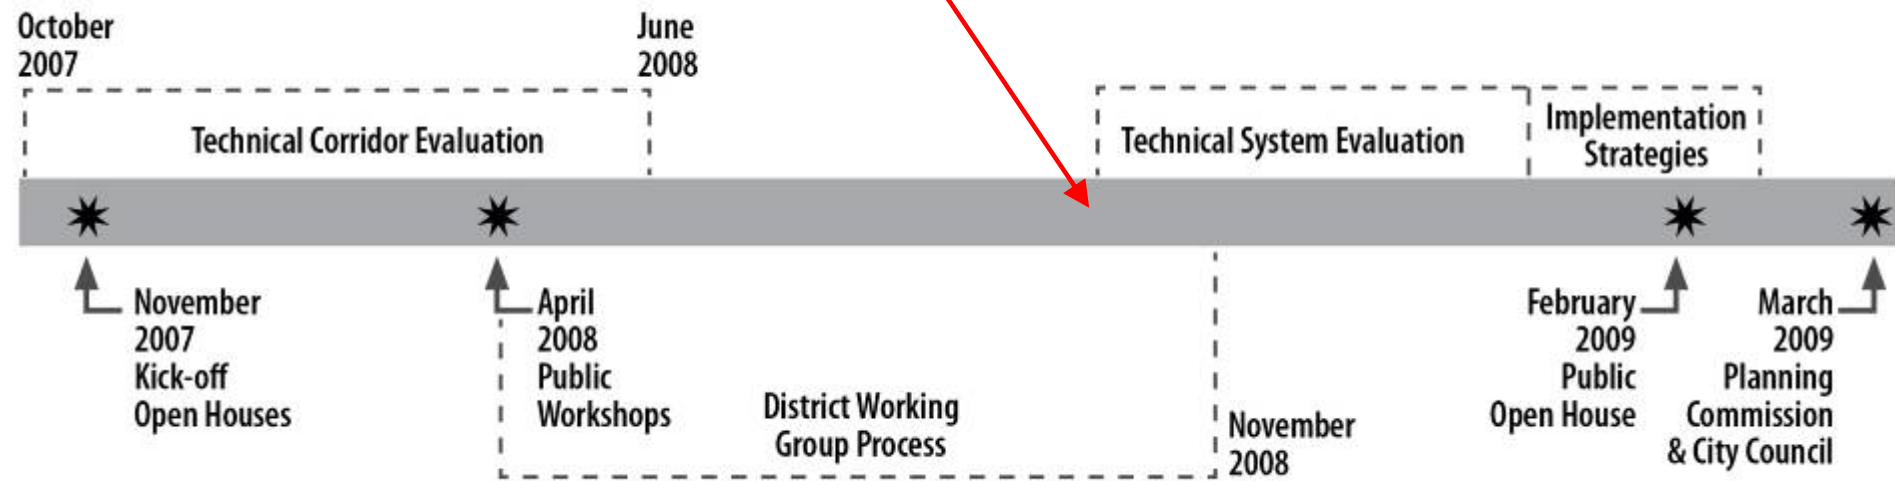 October
2007
June
2008
Technical Corridor Evaluation
Technical System Evaluation
Implementation
Strategies
November
2007
Kick-off
Open Houses
April
2008
Public
Workshops
District Working
Group Process
November
2008
February
2009
Public
Open House
March
2009
Planning
Commission
& City Council